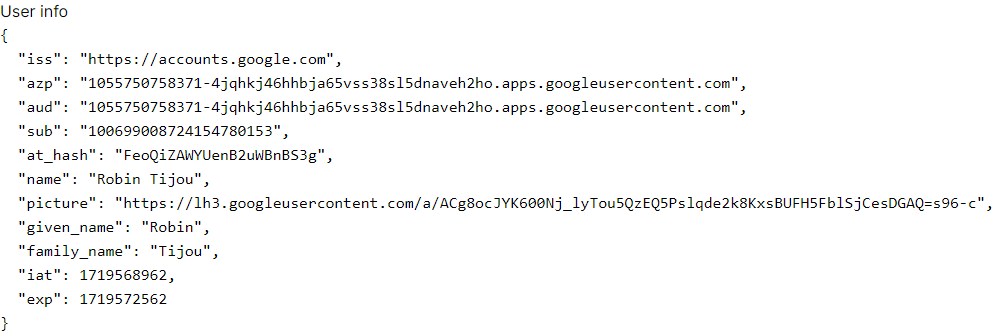 User info
{
  "iss": "https://accounts.google.com",
  "azp": "1055750758371-4jqhkj46hhbja65vss38sl5dnaveh2ho.apps.googleusercontent.com",
  "aud": "1055750758371-4jqhkj46hhbja65vss38sl5dnaveh2ho.apps.googleusercontent.com",
  "sub": "100699008724154780153",
  "at_hash": "FeoQiZAWYUenB2uWBnBS3g",
  "name": "Robin Tijou",
  "picture": "https://lh3.googleusercontent.com/a/ACg8ocJYK600Nj_lyTou5QzEQ5Pslqde2k8KxsBUFH5FblSjCesDGAQ=s96-c",
  "given_name": "Robin",
  "family_name": "Tijou",
  "iat": 1719568962,
  "exp": 1719572562
}